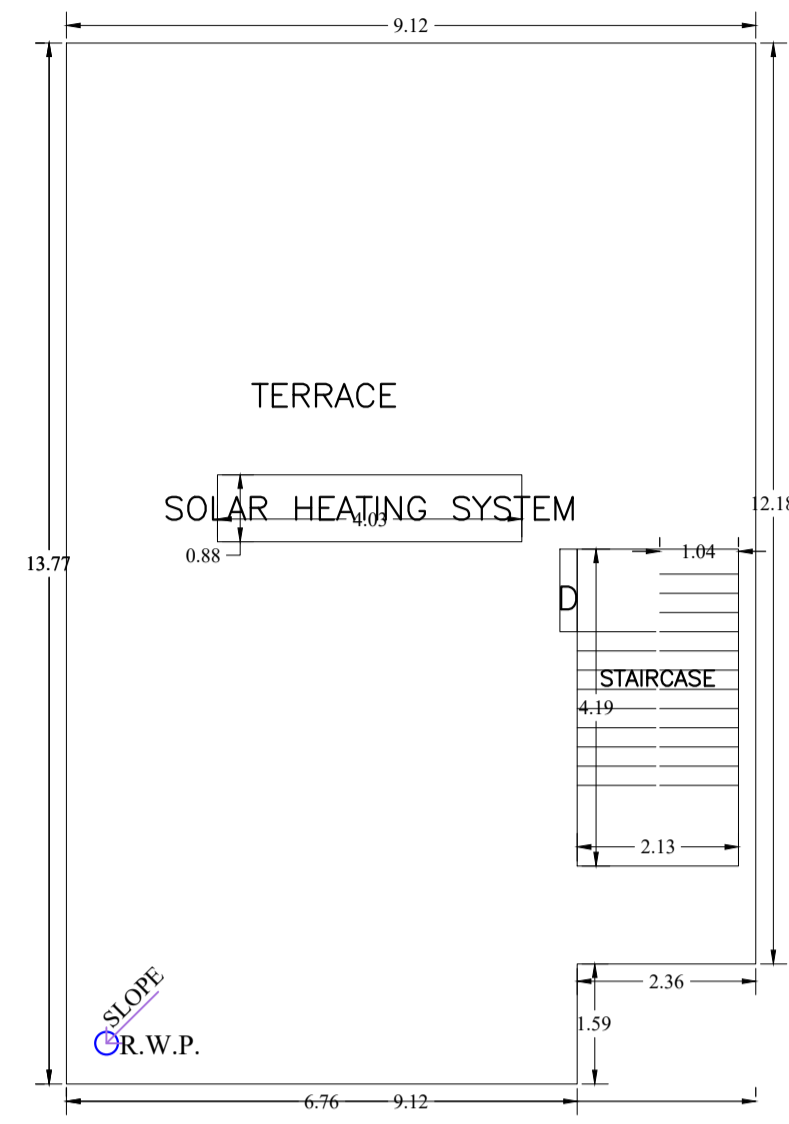 9.12
TERRACE
12.18
SOLAR HEATING SYSTEM
4.03
0.88
1.04
13.77
D
STAIRCASE
4.19
2.13
SLOPE
2.36
1.59
R.W.P.
6.76
9.12